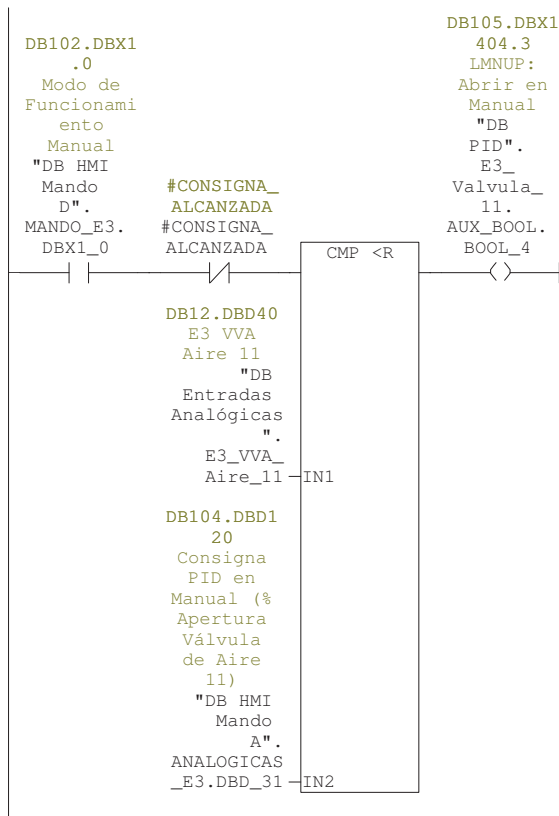 DB102.DBX1
.0
Modo de
Funcionami
ento
Manual
"DB HMI
Mando
D".
MANDO_E3.
DBX1_0
#CONSIGNA_
ALCANZADA
#CONSIGNA_
ALCANZADA
CMP <R
DB105.DBX1
404.3
LMNUP:
Abrir en
Manual
"DB
PID".
E3_
Valvula_
11.
AUX_BOOL.
BOOL_4
DB12.DBD40
E3 VVA
Aire 11
"DB
Entradas
Analógicas
".
E3_VVA_
Aire_11
IN1
DB104.DBD1
20
Consigna
PID en
Manual (%
Apertura
Válvula
de Aire
11)
"DB HMI
Mando
A".
ANALOGICAS
_E3.DBD_31
IN2